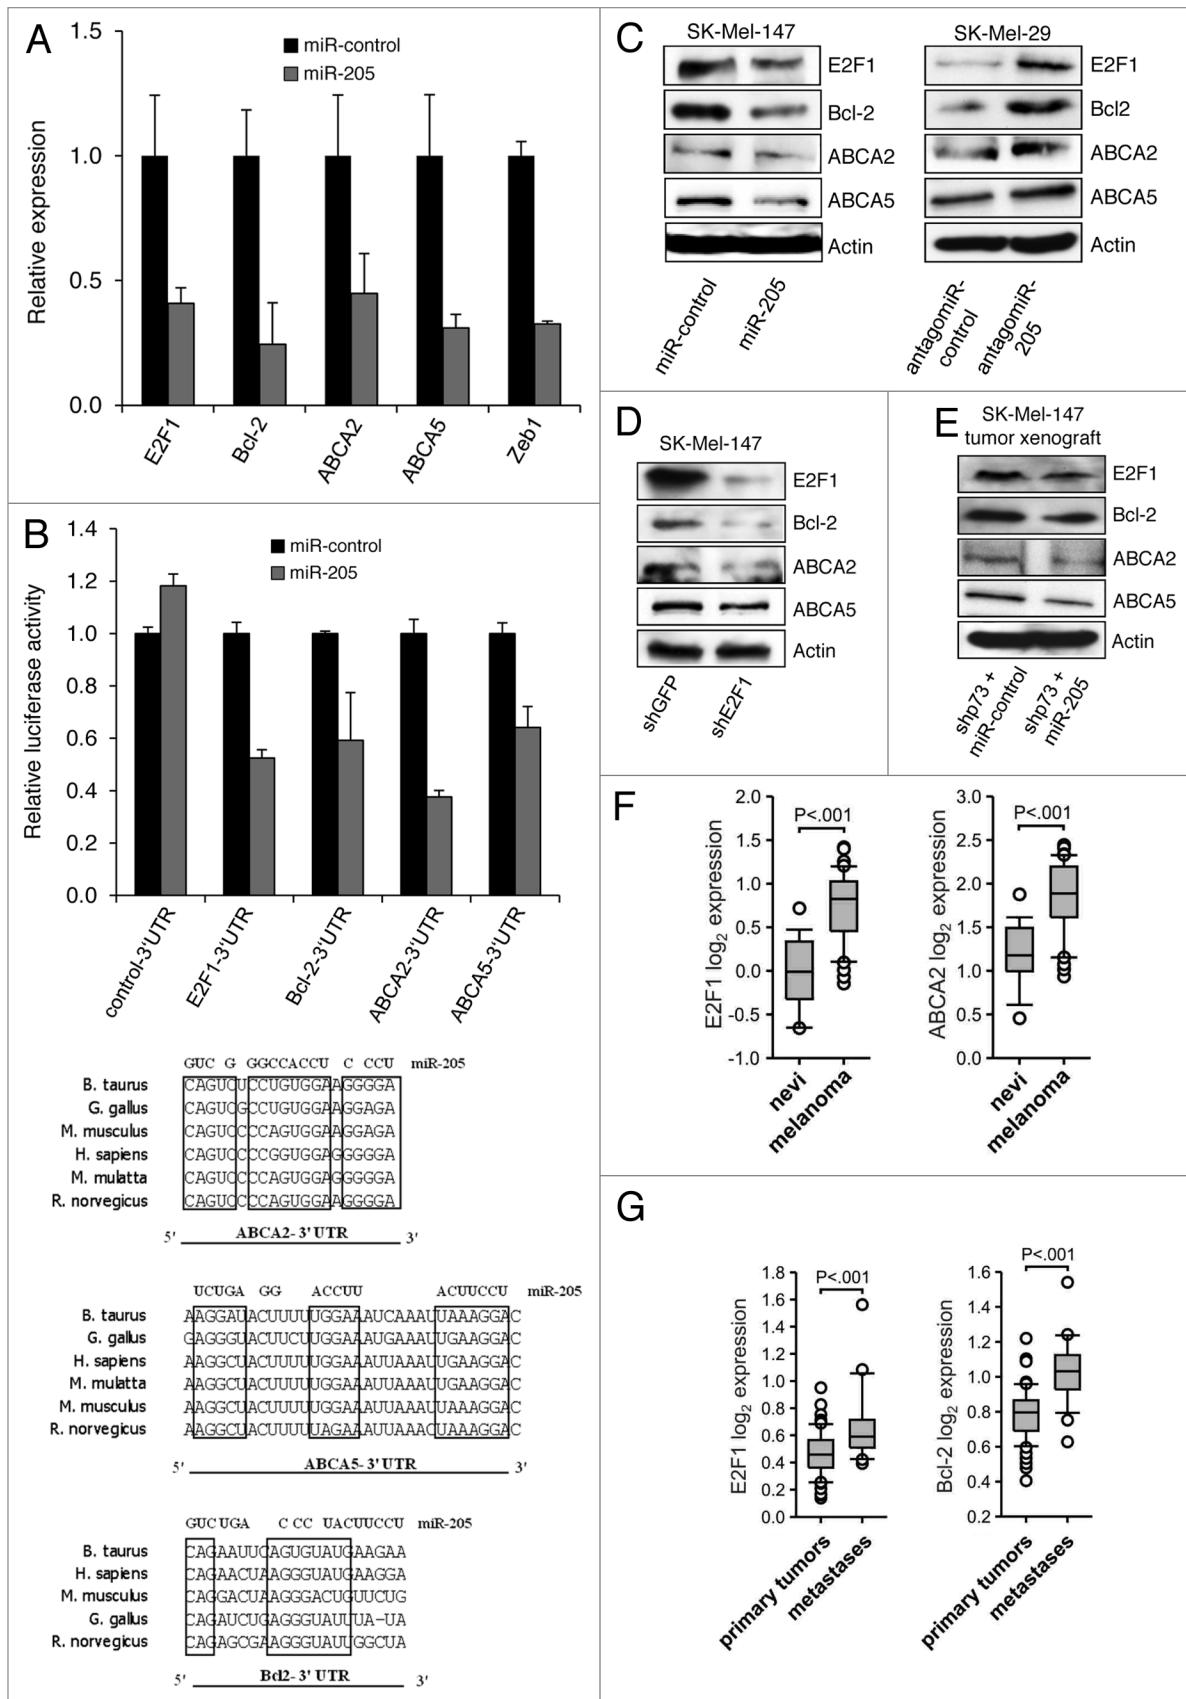 A
1.5
1.0
0.5
0.0
Relative expression
miR-control
miR-205
E2F1
Bcl-2
ABCA2
ABCA5
Zeb1
B
1.4
1.2
1.0
0.8
0.6
0.4
0.2
0.0
Relative luciferase activity
miR-control
miR-205
control-3'UTR
E2F1-3'UTR
Bcl-2-3'UTR
ABCA2-3'UTR
ABCA5-3'UTR
GUC G GGCCACCU C CCU miR-205
B. taurus CAGUCUCCUGUGGAAGGGGA
G. gallus CAGUCGCCUGUGGAAGGAGA
M. musculus CAGUCCCCAGUGGAAGGAGA
H. sapiens CAGUCCCCGGUGGAGGGGGA
M. mulatta CAGUCCCCAGUGGAGGGGGA
R. norvegicus CAGUCCCCAGUGGAAGGGGA
5' ABCA2- 3' UTR 3'
UCUGA GG ACCUU ACUUCCU miR-205
B. taurus AAGGAUACUUUUUGGAAAUCAAAUUAAAGGAC
G. gallus GAGGGUACUUCUUGGAAAUGAAAUUGAAGGAC
H. sapiens AAGGCUACUUUUUGGAAAUUAAAUUGAAGGAC
M. mulatta AAGGCUACUUUUUGGAAAUUAAAUUGAAGGAC
M. musculus AAGGCUACUUUUUGGAAAUUAAAUUAAAGGAC
R. norvegicus AAGGCUACUUUUUAGAAAUUAAACUAAAGGAC
5' ABCA5- 3' UTR 3'
GUCUGA C CC UACUUCCU miR-205
B. taurus CAGAAUUCAGUGUAUGAAGAA
H. sapiens CAGAACUAAGGGUAUGAAGGA
M. musculus CAGGACUAAGGGACUGUUCUG
G. gallus CAGAUCUGAGGGUAUUUA-UA
R. norvegicus CAGAGCGAAGGGUAUUGGCUA
5' Bcl2- 3' UTR 3'
C
SK-Mel-147
E2F1
Bcl-2
ABCA2
ABCA5
Actin
miR-control
miR-205
SK-Mel-29
E2F1
Bcl2
ABCA2
ABCA5
Actin
antagomiR-
control
antagomiR-
205
D
SK-Mel-147
E2F1
Bcl-2
ABCA2
ABCA5
Actin
shGFP
shE2F1
E
SK-Mel-147
tumor xenograft
E2F1
Bcl-2
ABCA2
ABCA5
Actin
shp73 +
miR-control
shp73 +
miR-205
F
2.0
1.5
1.0
0.5
0.0
-0.5
-1.0
E2F1 log2 expression
P<.001
nevi
melanoma
3.0
2.5
2.0
1.5
1.0
0.5
0.0
ABCA2 log2 expression
P<.001
nevi
melanoma
G
1.8
1.6
1.4
1.2
1.0
0.8
0.6
0.4
0.2
0.0
E2F1 log2 expression
P<.001
primary tumors
metastases
1.6
1.4
1.2
1.0
0.8
0.6
0.4
0.2
Bcl-2 log2 expression
P<.001
primary tumors
metastases